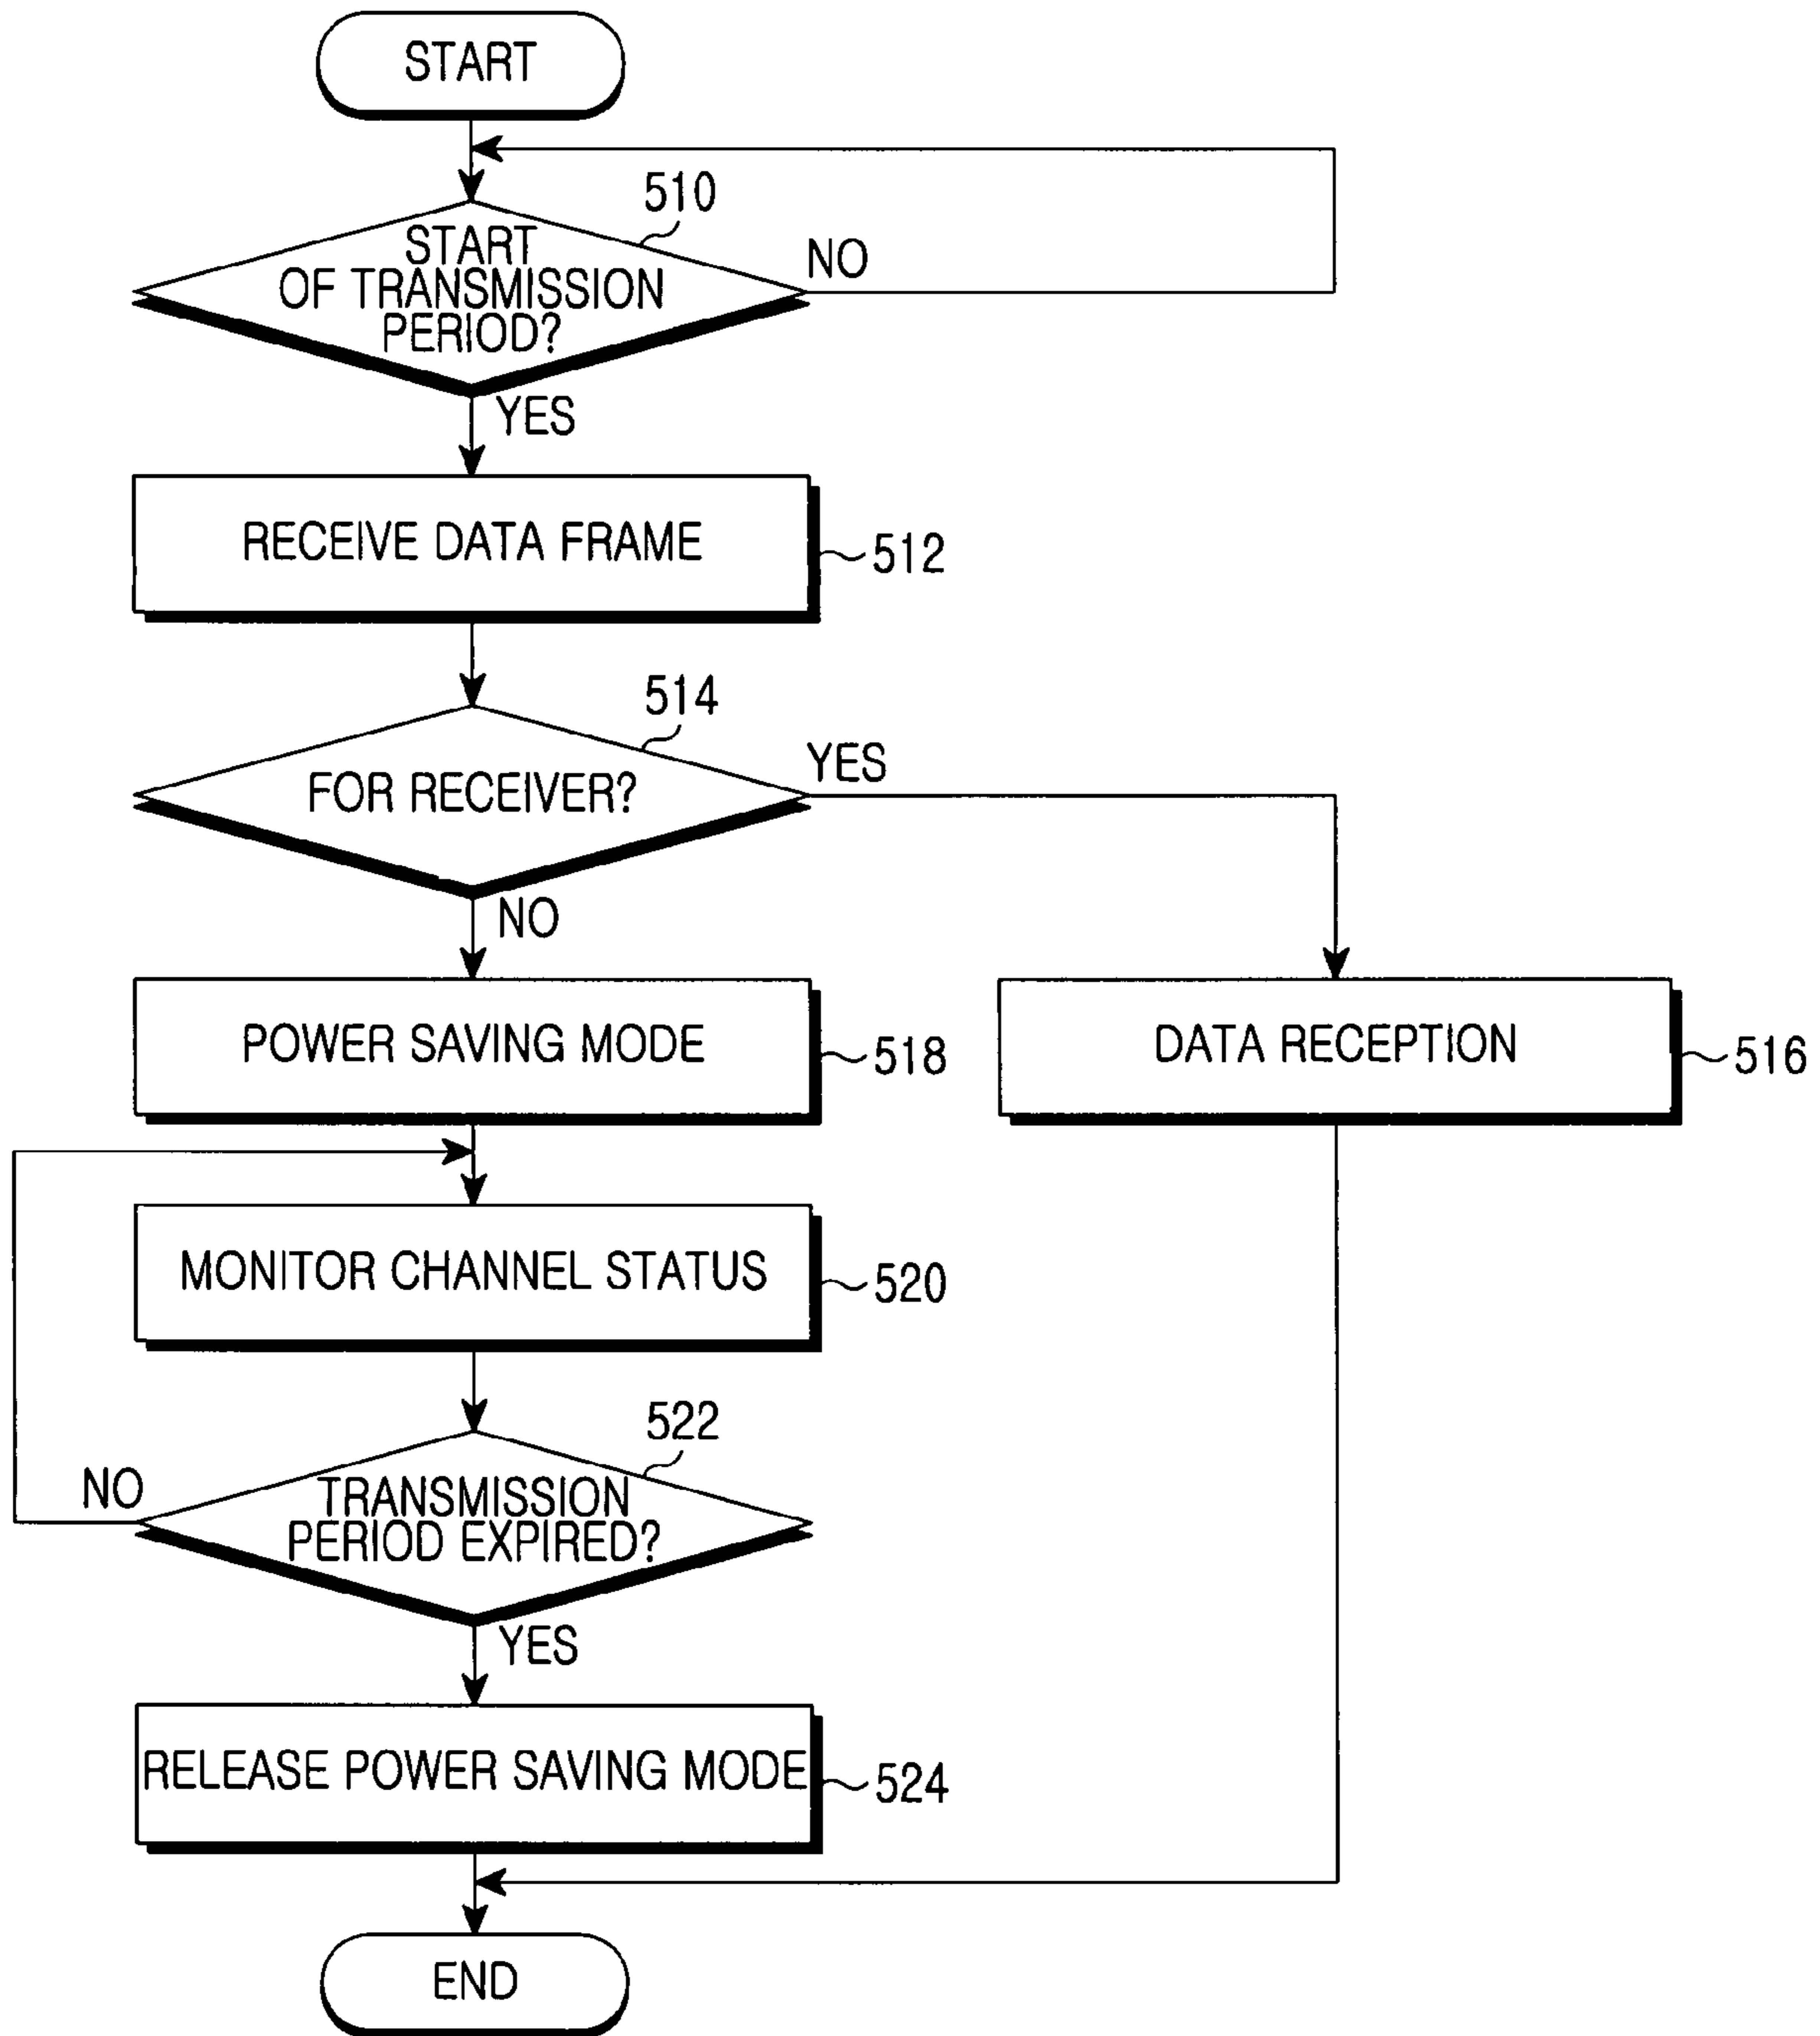 START
510
START
OF TRANSMISSION
PERIOD?
NO
YES
RECEIVE DATA FRAME
512
514
FOR RECEIVER?
YES
NO
POWER SAVING MODE
518
DATA RECEPTION
516
MONITOR CHANNEL STATUS
520
522
NO
TRANSMISSION
PERIOD EXPIRED?
YES
RELEASE POWER SAVING MODE
524
END